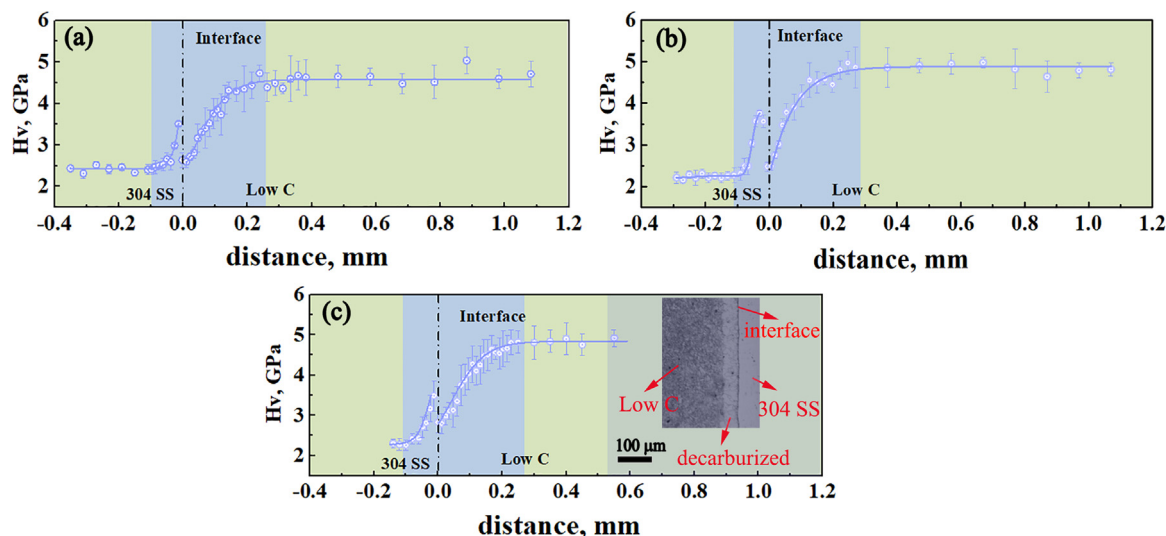 (a)
Interface
Hv, GPa
6
5
4
3
2
304 SS
Low C
-0.4 -0.2 0.0 0.2 0.4 0.6 0.8 1.0 1.2
distance, mm
(b)
Interface
Hv, GPa
6
5
4
3
2
304 SS
Low C
-0.4 -0.2 0.0 0.2 0.4 0.6 0.8 1.0 1.2
distance, mm
(c)
Interface
Hv, GPa
6
5
4
3
2
304 SS
Low C
interface
Low C
304 SS
100 μm
decarburized
-0.4 -0.2 0.0 0.2 0.4 0.6 0.8 1.0 1.2
distance, mm